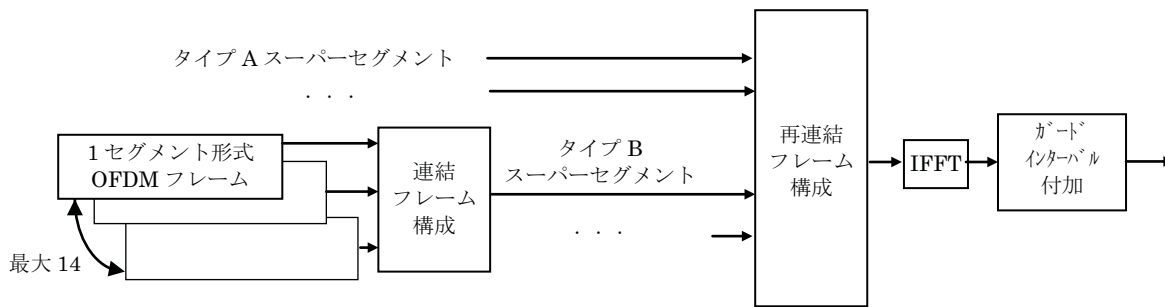 タイプ A スーパーセグメント
. . .
1 セグメント形式
OFDM フレーム
最大 14
連結
フレーム
構成
タイプ B
スーパーセグメント
. . .
再連結
フレーム
構成
IFFT
ｶﾞｰﾄﾞ
ｲﾝﾀｰﾊﾞﾙ
付加